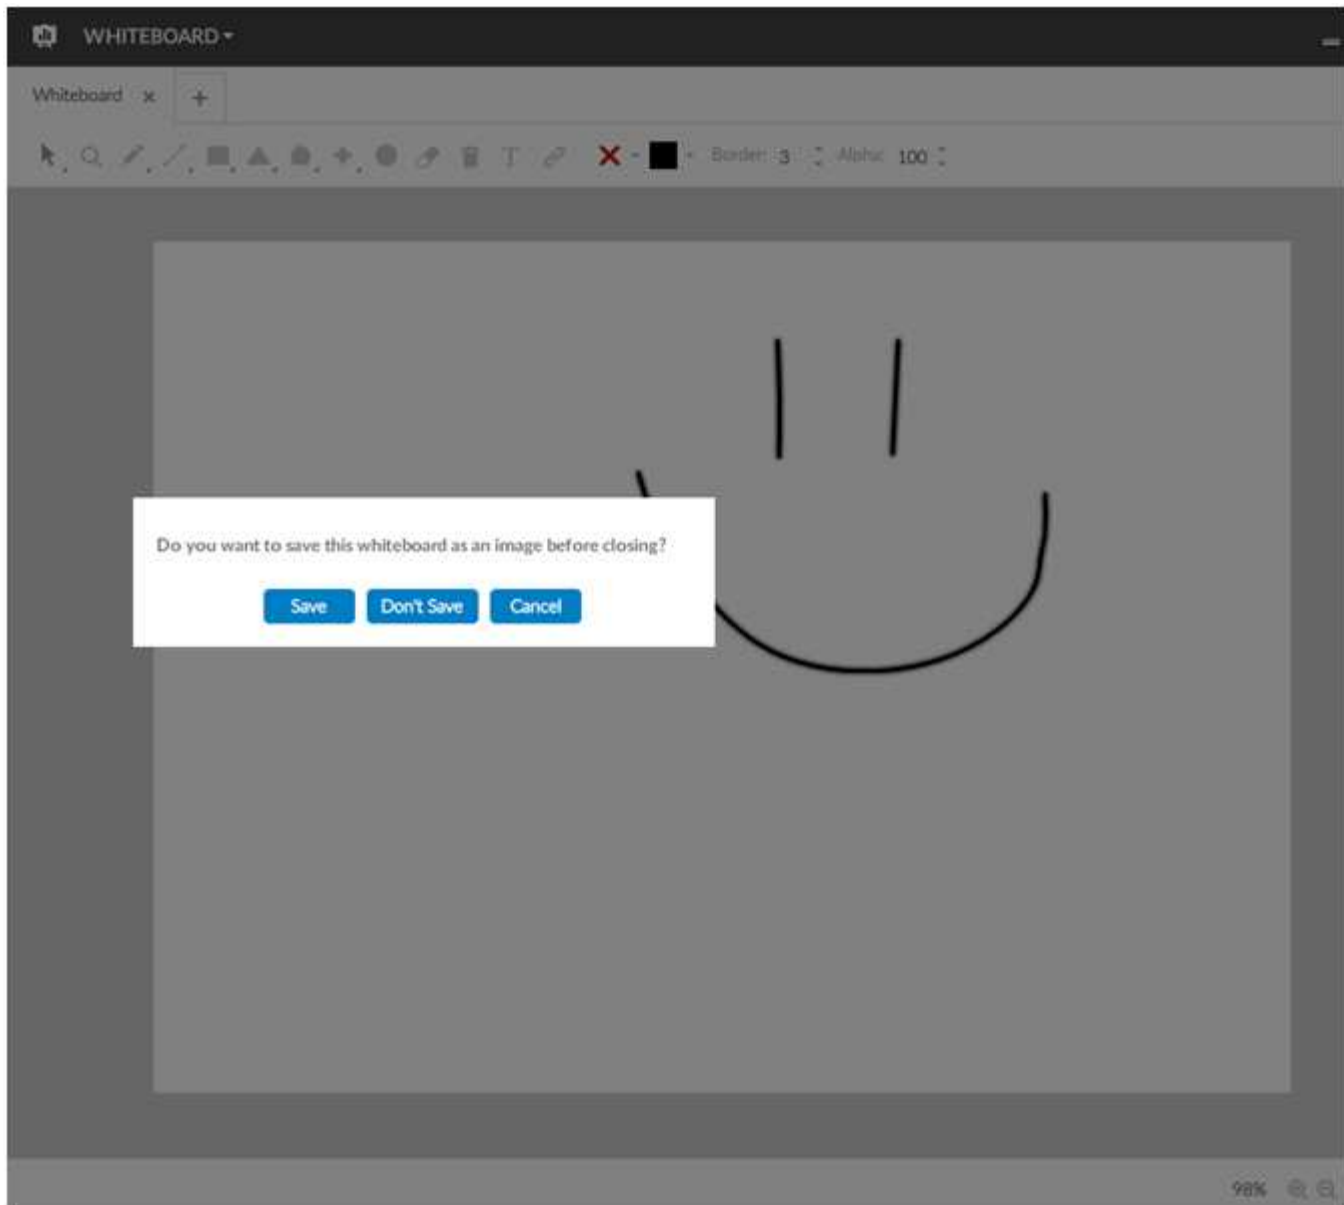 WHITEBOARD
Whiteboard × +
T Border: 3 Alpha: 100
Do you want to save this whiteboard as an image before closing?
Save Don't Save Cancel
98%